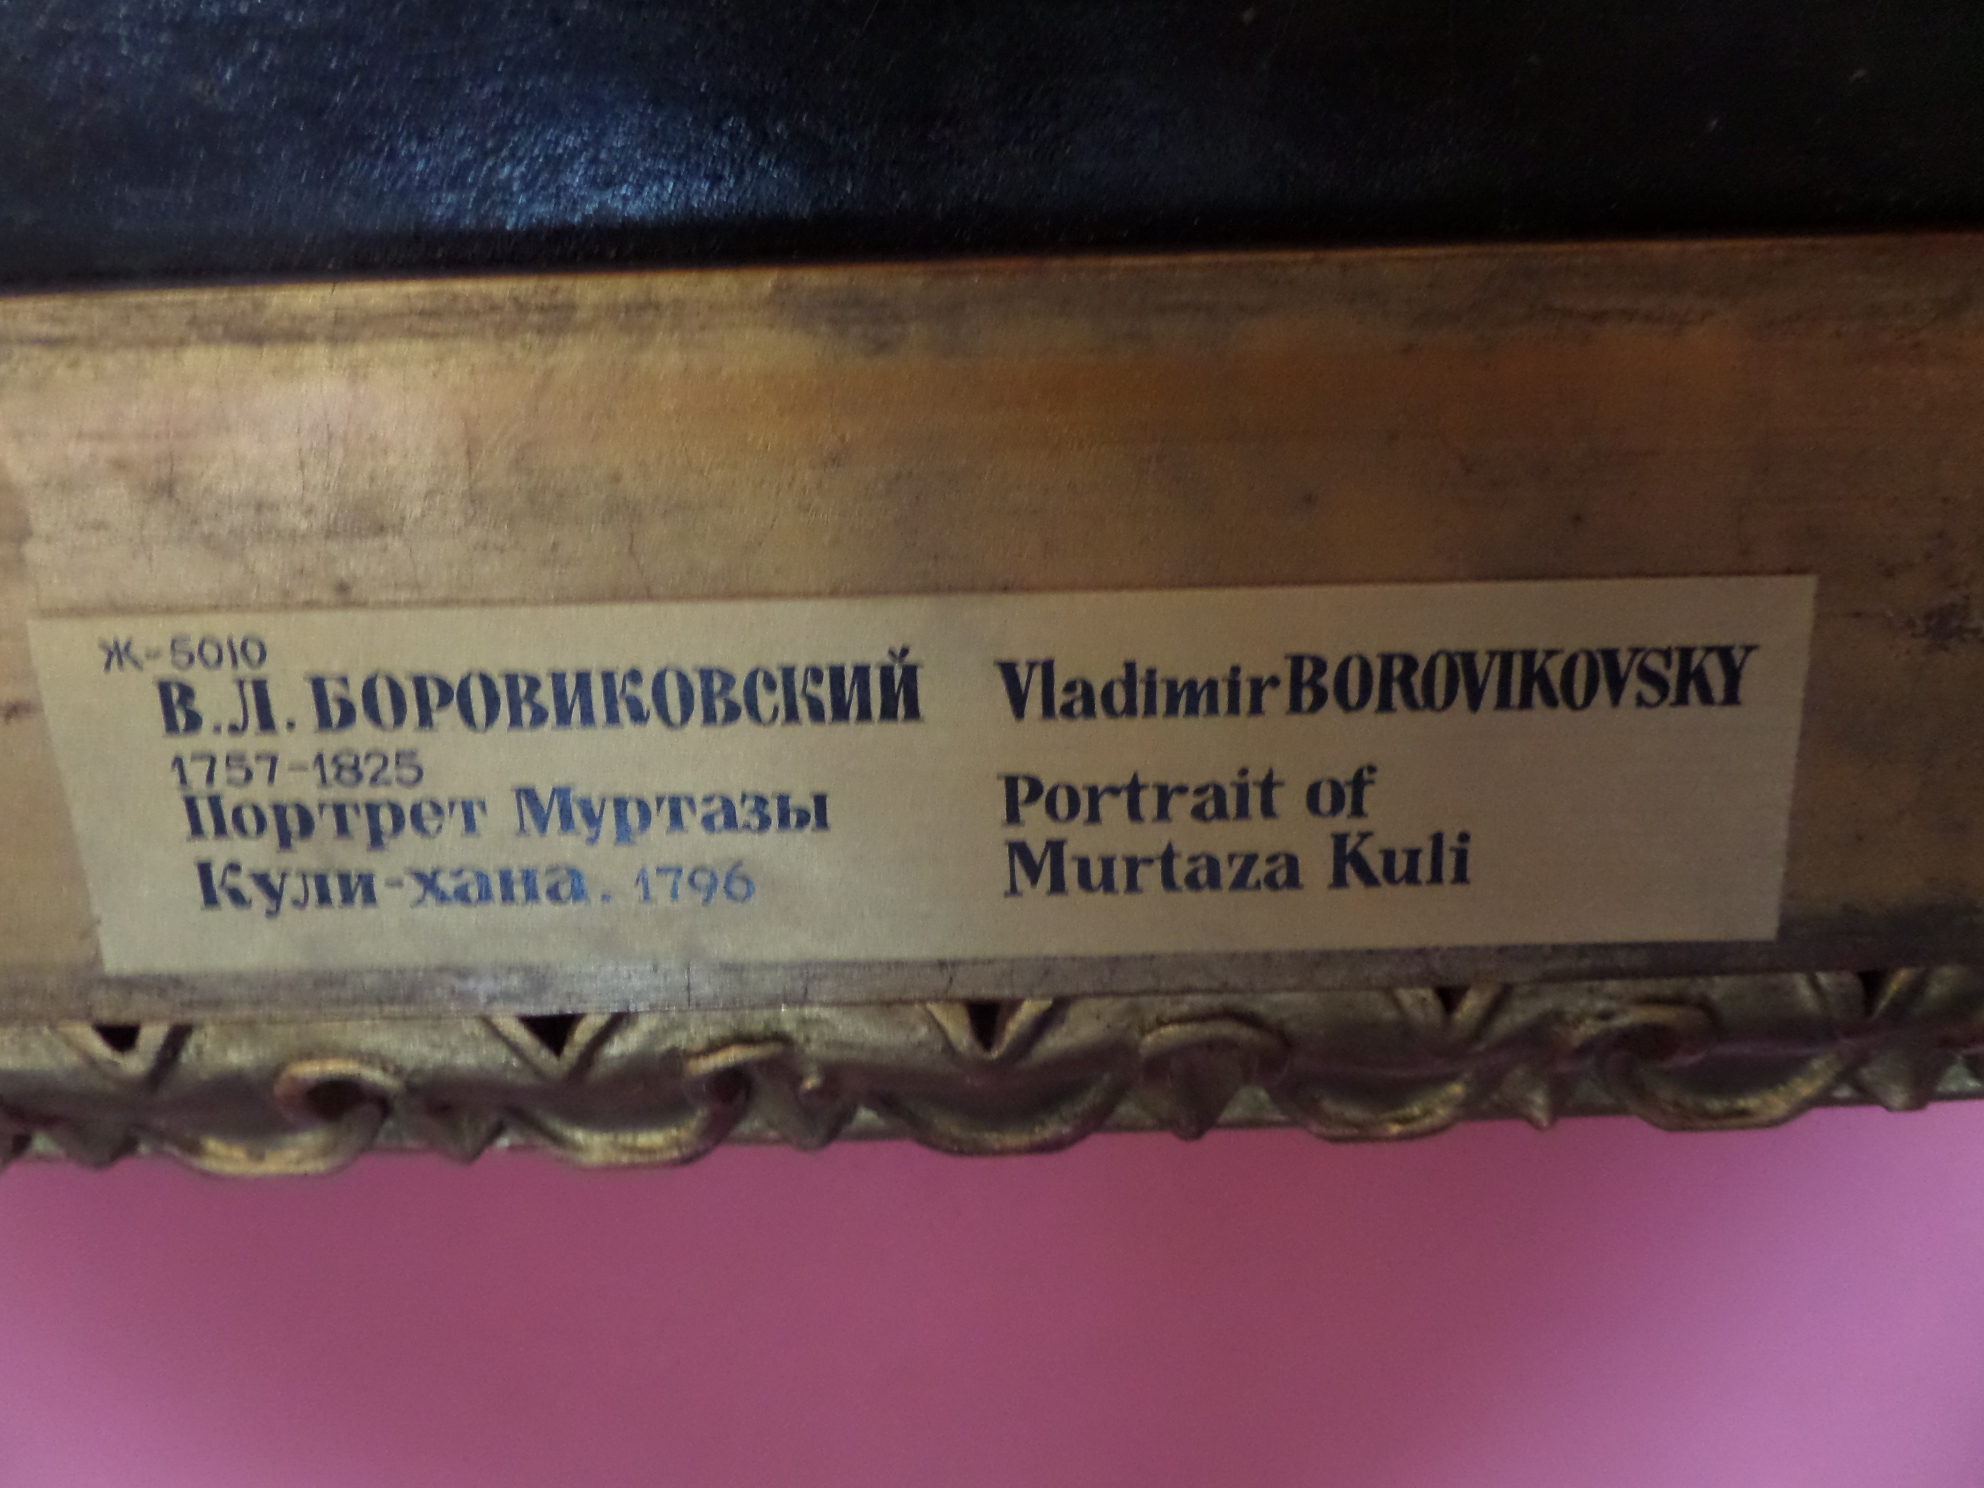 Ж-5010
В.Л. БОРОВИКОВСКИЙ
1757-1825
Портрет Муртазы
Кули-хана. 1796
Vladimir BOROVIKOVSKY
Portrait of
Murtaza Kuli